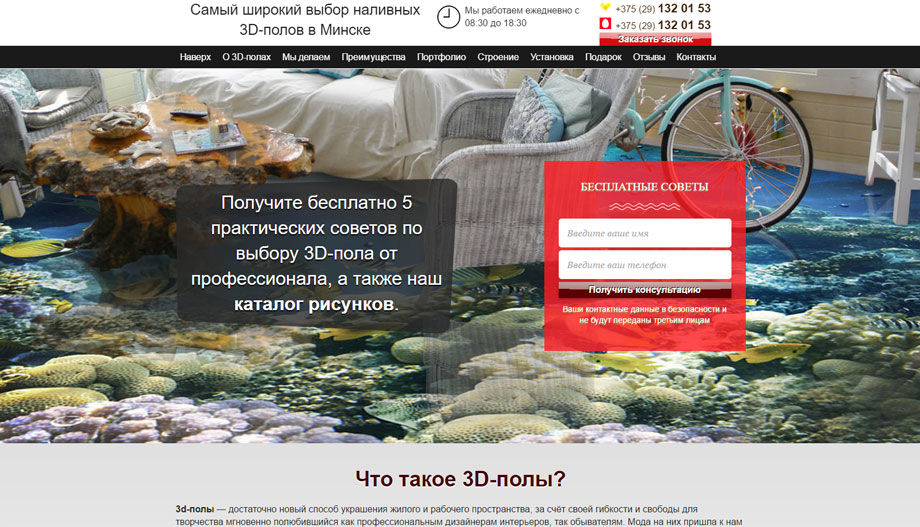 Самый широкий выбор наливных
3D-полов в Минске
Мы работаем ежедневно с
08:30 до 18:30
+375 (29) 132 01 53
+375 (29) 132 01 53
Заказать звонок
Наверх О 3D-полах Мы делаем Преимущества Портфолио Строение Установка Подарок Отзывы Контакты
Получите бесплатно 5
практических советов по
выбору 3D-пола от
профессионала, а также наш
каталог рисунков.
БЕСПЛАТНЫЕ СОВЕТЫ
Введите ваше имя
Введите ваш телефон
Получить консультацию
Ваши контактные данные в безопасности и
не будут переданы третьим лицам
Что такое 3D-полы?
3d-полы — достаточно новый способ украшения жилого и рабочего пространства, за счёт своей гибкости и свободы для
творчества мгновенно полюбившийся как профессиональным дизайнерам интерьеров, так обывателям. Мода на них пришла к нам